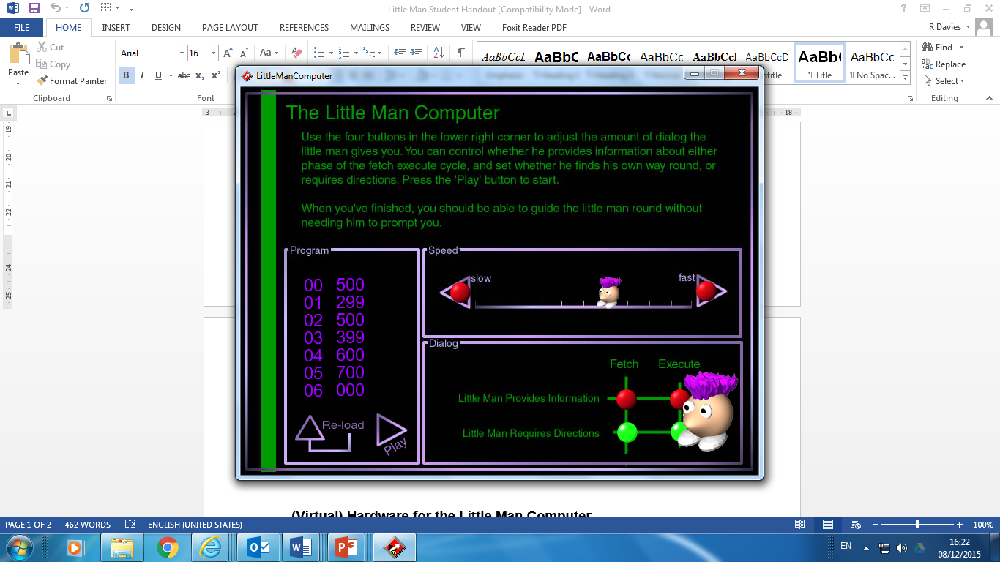 Little Man Student Handout [Compatibility Mode] - Word
FILE HOME INSERT DESIGN PAGE LAYOUT REFERENCES MAILINGS REVIEW VIEW Foxit Reader PDF
R Davies
Paste
Cut
Copy
Format Painter
Clipboard
Arial 16
B I U abc x2 x2
Aa
Font
AaBbCcI AaBbC AaBbCc AaBbCc AaBbCcI AaBbCcD AaBb AaBbCc
¶ Title ¶ No Spac...
Find
Replace
Select
Editing
LittleManComputer
3
18
19
20
21
22
24
25
The Little Man Computer
Use the four buttons in the lower right corner to adjust the amount of dialog the
little man gives you. You can control whether he provides information about either
phase of the fetch execute cycle, and set whether he finds his own way round, or
requires directions. Press the 'Play' button to start.
When you've finished, you should be able to guide the little man round without
needing him to prompt you.
Program
00 500
01 299
02 500
03 399
04 600
05 700
06 000
Re-load
Play
Speed
slow
fast
Dialog
Fetch Execute
Little Man Provides Information
Little Man Requires Directions
(Virtual) Hardware for the Little Man Computer
PAGE 1 OF 2 462 WORDS ENGLISH (UNITED STATES)
100%
EN
16:22
08/12/2015